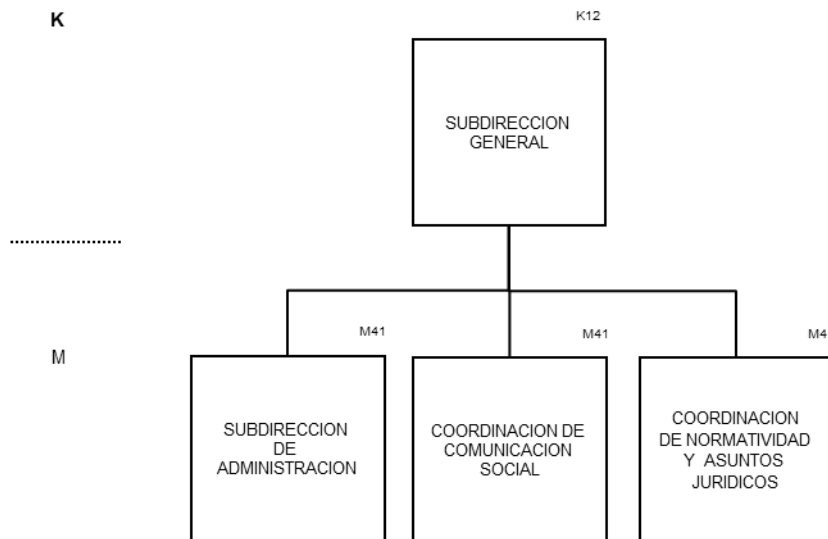 K
K12
SUBDIRECCION
GENERAL
.......................
M41
M41
M4
M
SUBDIRECCION
DE
ADMINISTRACION
COORDINACION DE
COMUNICACION
SOCIAL
COORDINACION
DE NORMATIVIDAD
Y ASUNTOS
JURIDICOS